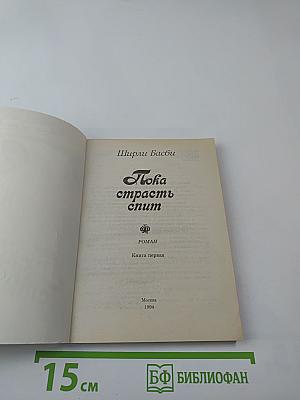 Ширли Басби
Пока
страсть
спит
РОМАН
Книга первая
Москва
1994
15 см
БФ БИБЛИОФАН